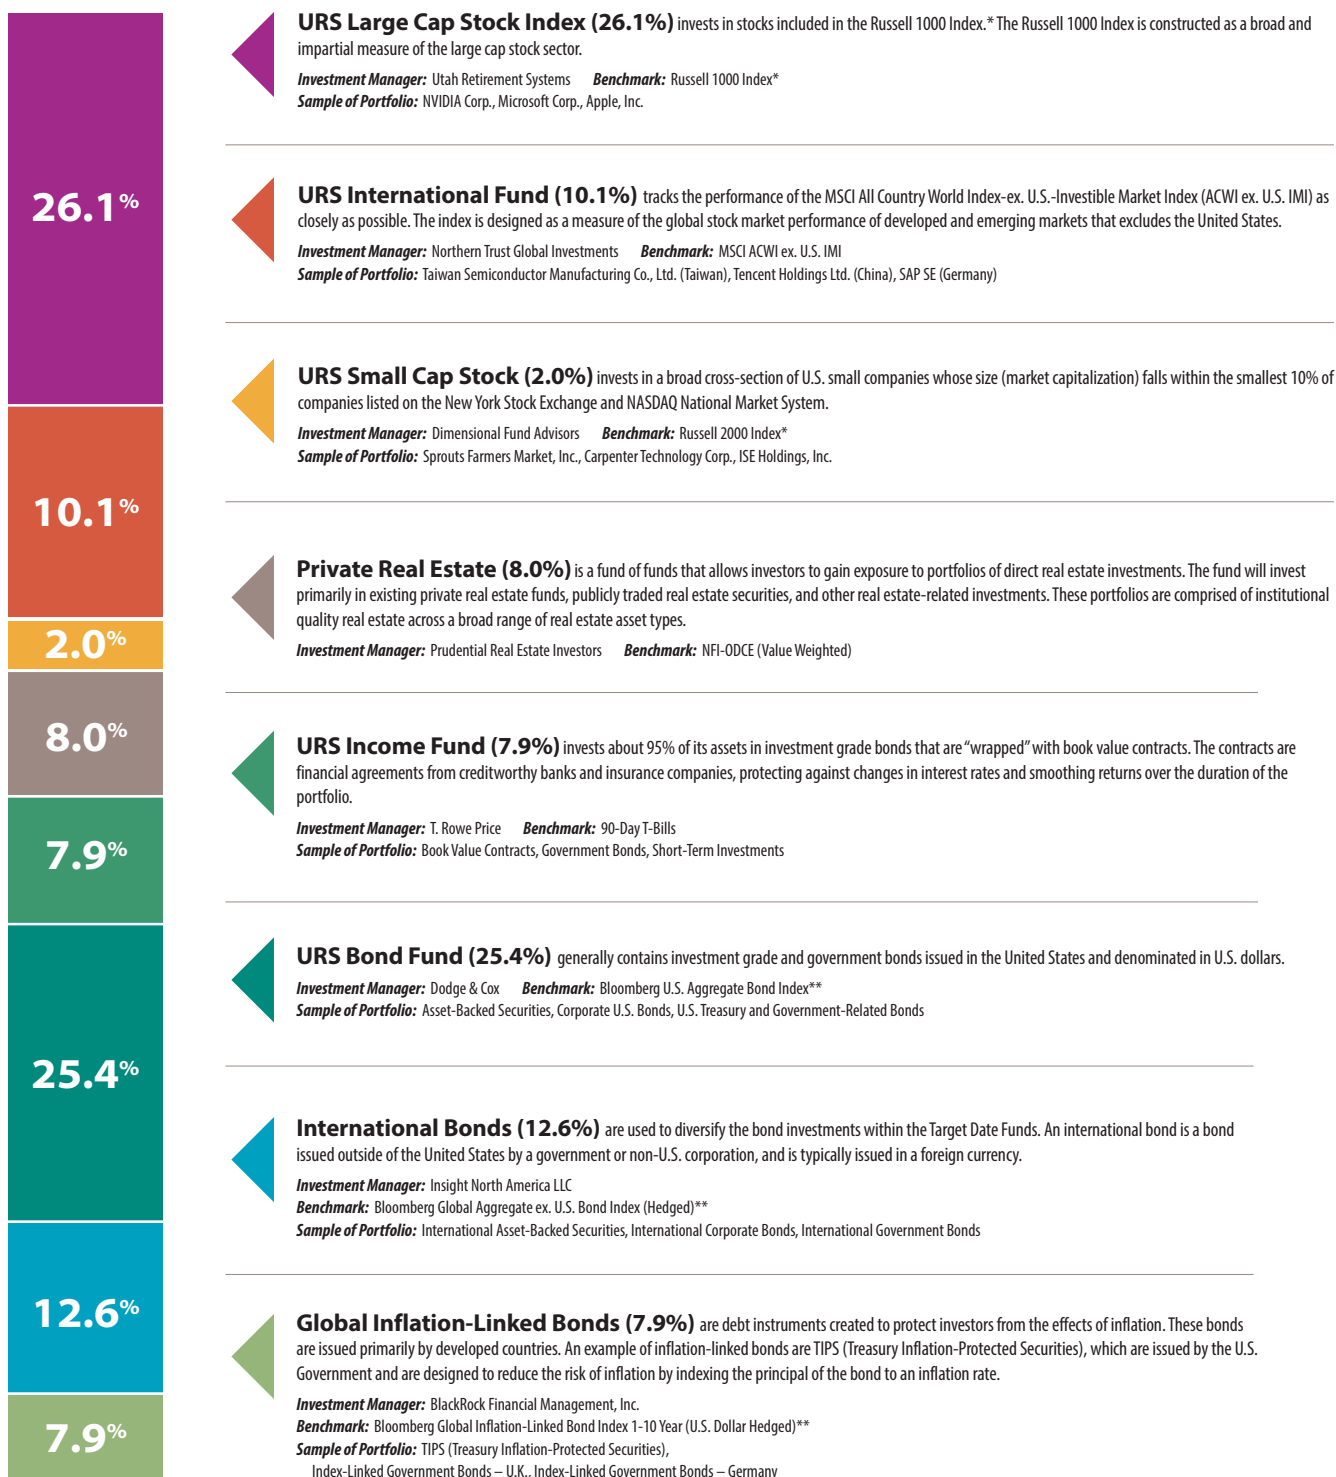 URS Large Cap Stock Index (26.1%) invests in stocks included in the Russell 1000 Index.* The Russell 1000 Index is constructed as a broad and
impartial measure of the large cap stock sector.
Investment Manager: Utah Retirement Systems Benchmark: Russell 1000 Index*
Sample of Portfolio: NVIDIA Corp., Microsoft Corp., Apple, Inc.
26.1%
URS International Fund (10.1%) tracks the performance of the MSCI All Country World Index-ex. U.S.-Investible Market Index (ACWI ex. U.S. IMI) as
closely as possible. The index is designed as a measure of the global stock market performance of developed and emerging markets that excludes the United States.
Investment Manager: Northern Trust Global Investments Benchmark: MSCI ACWI ex. U.S. IMI
Sample of Portfolio: Taiwan Semiconductor Manufacturing Co., Ltd. (Taiwan), Tencent Holdings Ltd. (China), SAP SE (Germany)
URS Small Cap Stock (2.0%) invests in a broad cross-section of U.S. small companies whose size (market capitalization) falls within the smallest 10% of
companies listed on the New York Stock Exchange and NASDAQ National Market System.
Investment Manager: Dimensional Fund Advisors Benchmark: Russell 2000 Index*
Sample of Portfolio: Sprouts Farmers Market, Inc., Carpenter Technology Corp., ISE Holdings, Inc.
10.1%
Private Real Estate (8.0%) is a fund of funds that allows investors to gain exposure to portfolios of direct real estate investments. The fund will invest
primarily in existing private real estate funds, publicly traded real estate securities, and other real estate-related investments. These portfolios are comprised of institutional
quality real estate across a broad range of real estate asset types.
Investment Manager: Prudential Real Estate Investors Benchmark: NFI-ODCE (Value Weighted)
2.0%
8.0%
URS Income Fund (7.9%) invests about 95% of its assets in investment grade bonds that are “wrapped” with book value contracts. The contracts are
financial agreements from creditworthy banks and insurance companies, protecting against changes in interest rates and smoothing returns over the duration of the
portfolio.
Investment Manager: T. Rowe Price Benchmark: 90-Day T-Bills
Sample of Portfolio: Book Value Contracts, Government Bonds, Short-Term Investments
7.9%
URS Bond Fund (25.4%) generally contains investment grade and government bonds issued in the United States and denominated in U.S. dollars.
Investment Manager: Dodge & Cox Benchmark: Bloomberg U.S. Aggregate Bond Index**
Sample of Portfolio: Asset-Backed Securities, Corporate U.S. Bonds, U.S. Treasury and Government-Related Bonds
25.4%
International Bonds (12.6%) are used to diversify the bond investments within the Target Date Funds. An international bond is a bond
issued outside of the United States by a government or non-U.S. corporation, and is typically issued in a foreign currency.
Investment Manager: Insight North America LLC
Benchmark: Bloomberg Global Aggregate ex. U.S. Bond Index (Hedged)**
Sample of Portfolio: International Asset-Backed Securities, International Corporate Bonds, International Government Bonds
12.6%
Global Inflation-Linked Bonds (7.9%) are debt instruments created to protect investors from the effects of inflation. These bonds
are issued primarily by developed countries. An example of inflation-linked bonds are TIPS (Treasury Inflation-Protected Securities), which are issued by the U.S.
Government and are designed to reduce the risk of inflation by indexing the principal of the bond to an inflation rate.
Investment Manager: BlackRock Financial Management, Inc.
Benchmark: Bloomberg Global Inflation-Linked Bond Index 1-10 Year (U.S. Dollar Hedged)**
Sample of Portfolio: TIPS (Treasury Inflation-Protected Securities),
Index-Linked Government Bonds – U.K., Index-Linked Government Bonds – Germany
7.9%